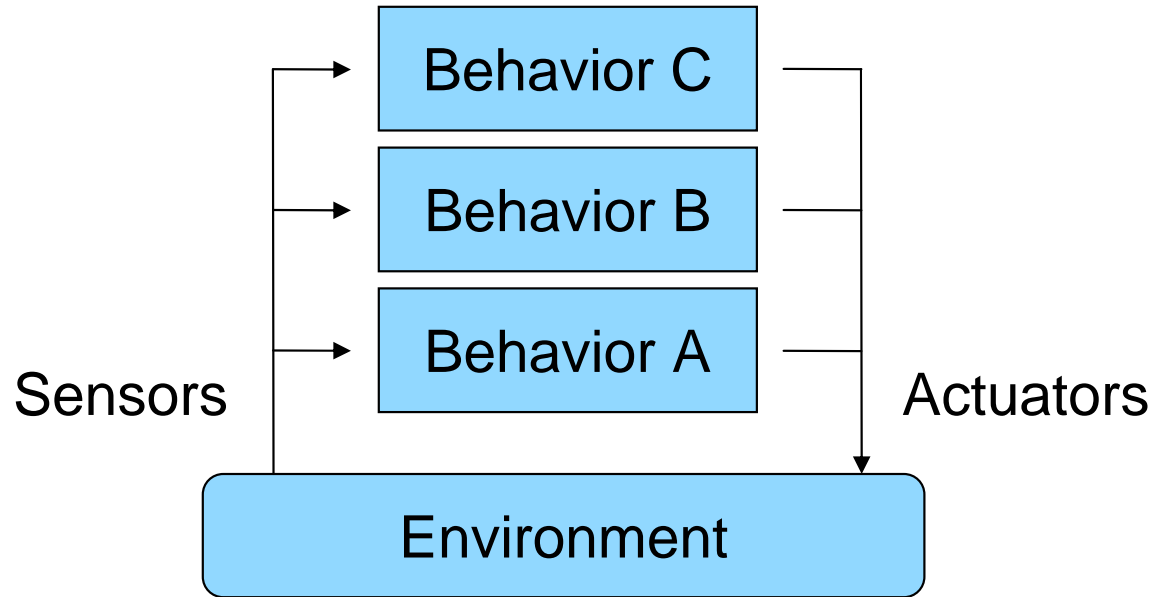 Behavior C
Behavior B
Behavior A
Sensors
Actuators
Environment